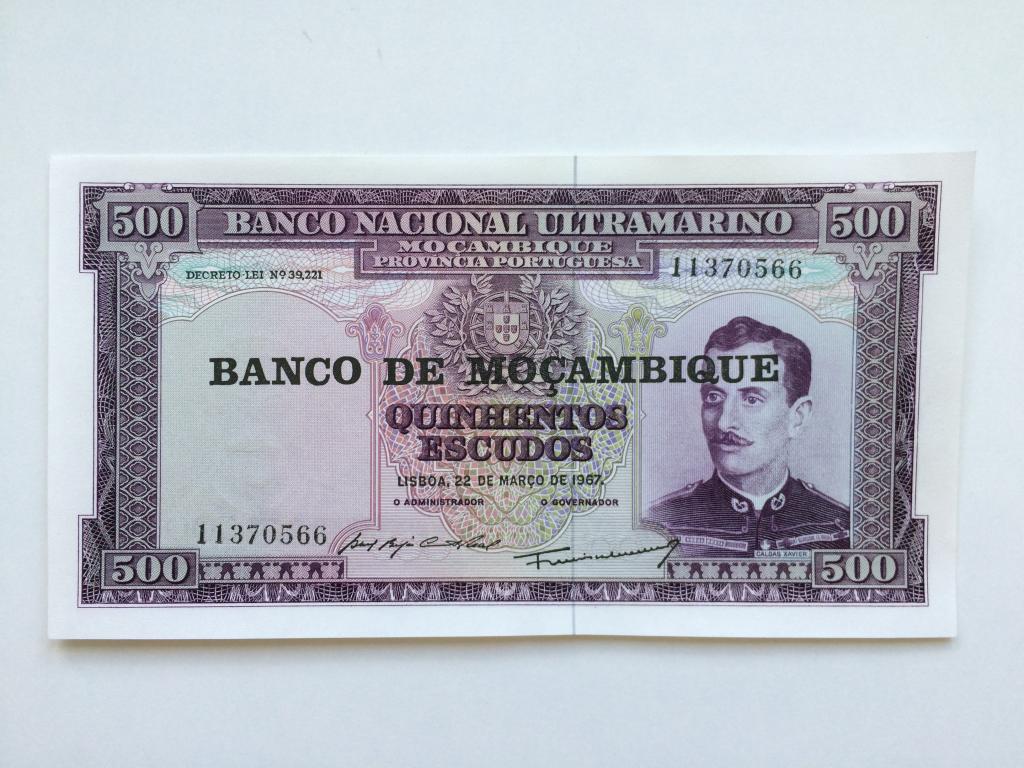 500 BANCO NACIONAL ULTRAMARINO 500
MOÇAMBIQUE
PROVÍNCIA PORTUGUESA
DECRETO-LEI Nº 39,221
11370566
BANCO DE MOÇAMBIQUE
QUINHENTOS
ESCUDOS
LISBOA, 22 DE MARÇO DE 1967.
O ADMINISTRADOR O GOVERNADOR
11370566
CALDAS XAVIER
500 500